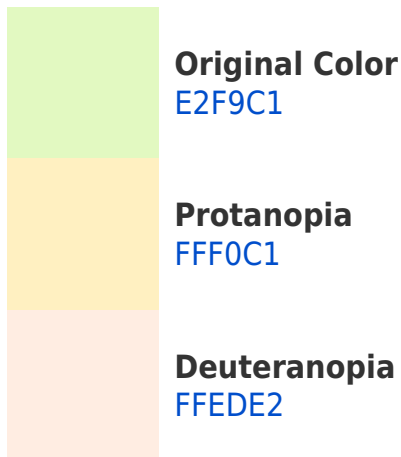 Original Color
E2F9C1
Protanopia
FFF0C1
Deuteranopia
FFEDE2